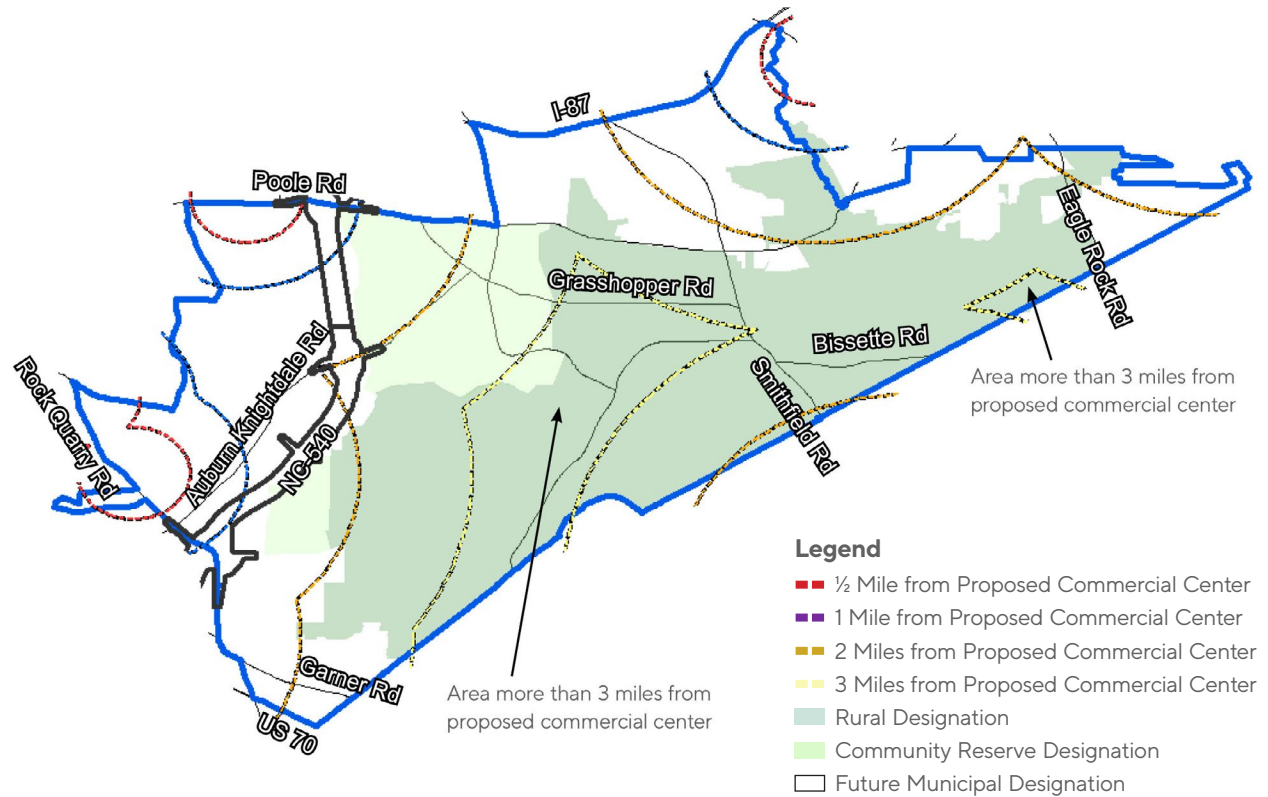 I-87
Poole Rd
Eagle Rock Rd
Grasshopper Rd
Bissette Rd
Auburn Knightdale Rd
Rock Quarry Rd
NC-540
Smithfield Rd
Area more than 3 miles from
proposed commercial center
Garner Rd
US 70
Area more than 3 miles from
proposed commercial center
Legend
½ Mile from Proposed Commercial Center
1 Mile from Proposed Commercial Center
2 Miles from Proposed Commercial Center
3 Miles from Proposed Commercial Center
Rural Designation
Community Reserve Designation
Future Municipal Designation